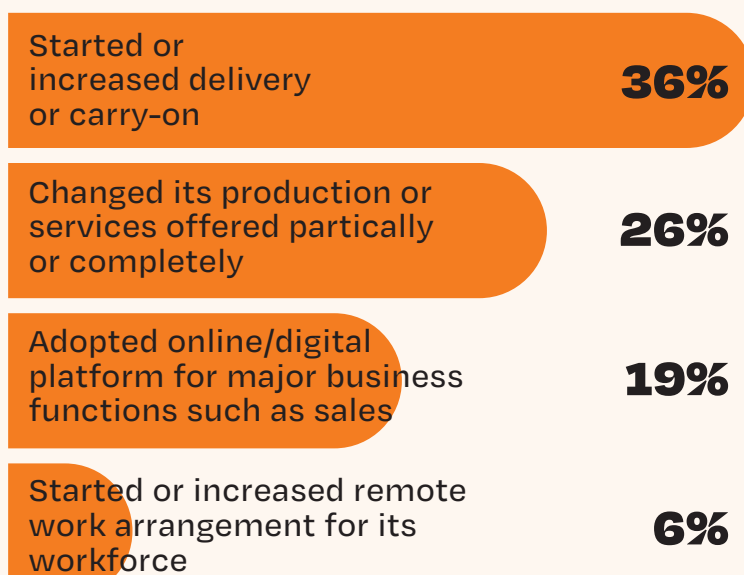 Started or
increased delivery
or carry-on
36%
Changed its production or
services offered partically
or completely
26%
Adopted online/digital
platform for major business
functions such as sales
19%
Started or increased remote
work arrangement for its
workforce
6%